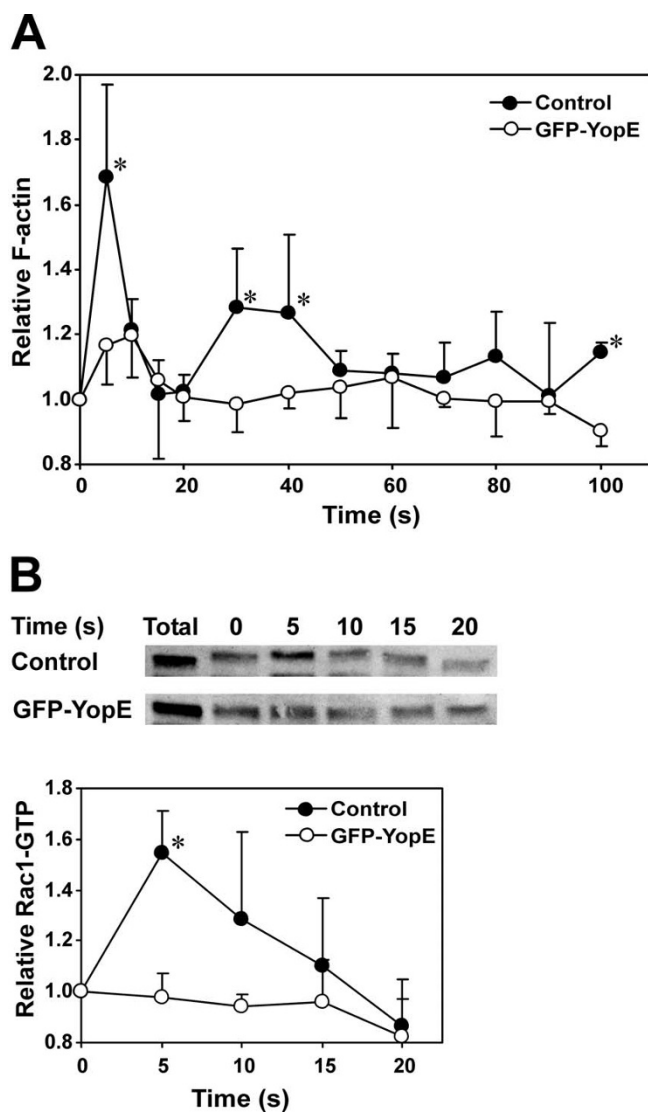 A
2.0
1.8
1.6
1.4
1.2
1.0
0.8
Relative F-actin
Control
GFP-YopE
*
*
*
*
0 20 40 60 80 100
Time (s)
B
Time (s) Total 0 5 10 15 20
Control
GFP-YopE
1.8
1.6
1.4
1.2
1.0
0.8
Relative Rac1-GTP
Control
GFP-YopE
*
0 5 10 15 20
Time (s)